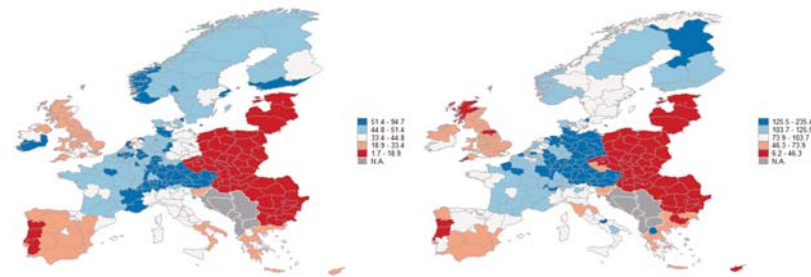 51.4 - 94.7
44.8 - 51.4
33.4 - 44.8
18.9 - 33.4
1.7 - 18.9
N.A.
125.5 - 235.4
103.7 - 125.5
73.9 - 103.7
46.3 - 73.9
6.2 - 46.3
N.A.